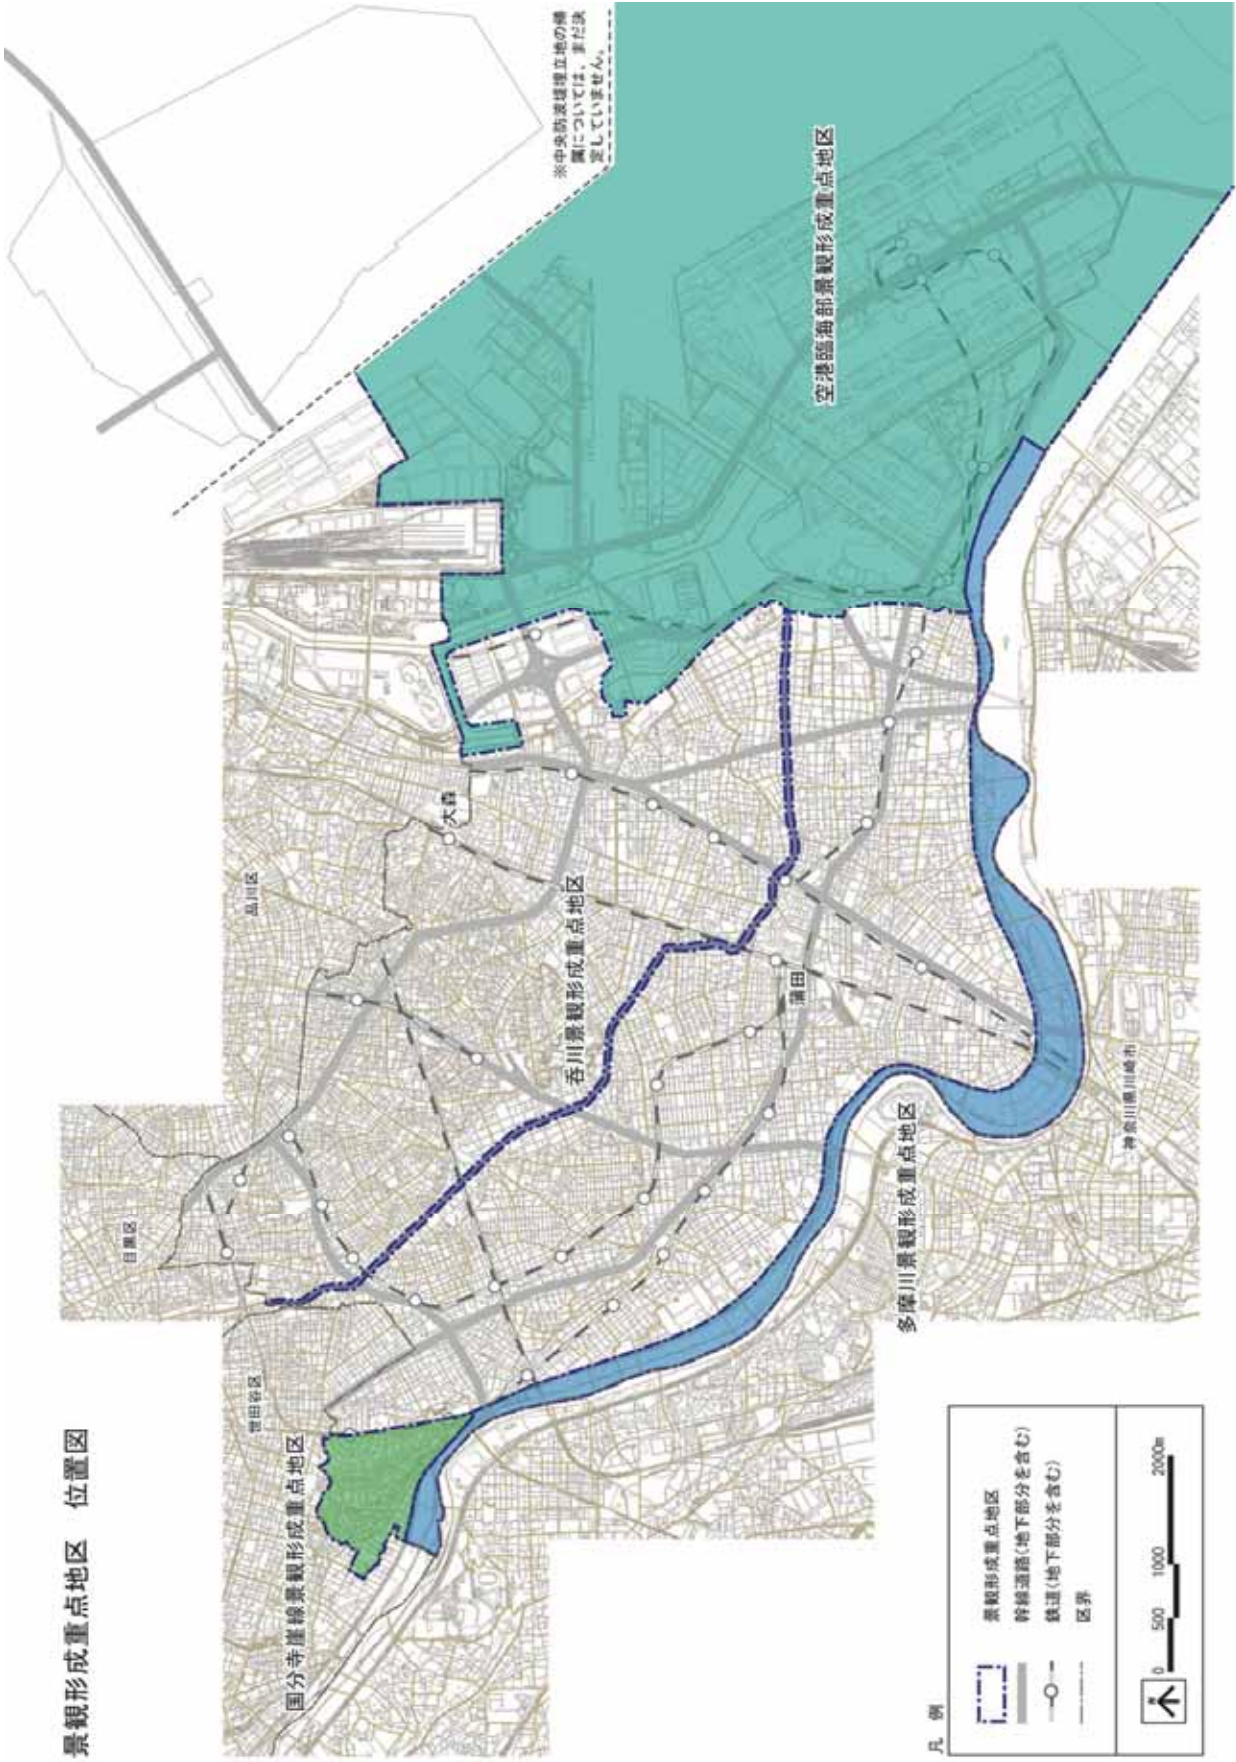 景観形成重点地区　位置図
※中央防波堤埋立地の帰
属については、まだ決
定していません。
目黒区
世田谷区
品川区
大森
蒲田
国分寺崖線景観形成重点地区
呑川景観形成重点地区
多摩川景観形成重点地区
空港臨海部景観形成重点地区
神奈川県川崎市
凡　例
景観形成重点地区
幹線道路(地下部分を含む)
鉄道(地下部分を含む)
区界
0　500　1000　2000m